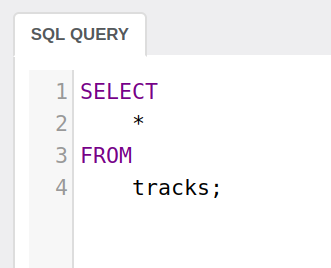 SQL QUERY
1 SELECT
2     *
3 FROM
4     tracks;